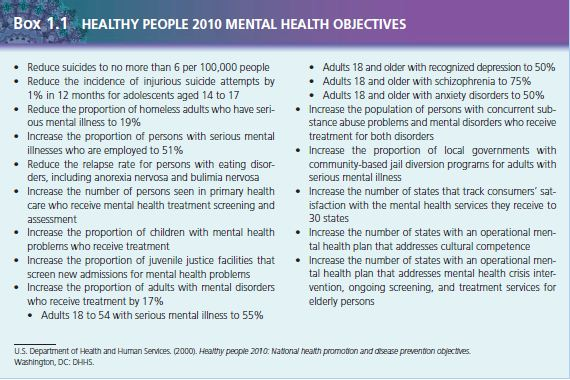 Box 1.1 HEALTHY PEOPLE 2010 MENTAL HEALTH OBJECTIVES
• Reduce suicides to no more than 6 per 100,000 people
• Reduce the incidence of injurious suicide attempts by
1% in 12 months for adolescents aged 14 to 17
• Reduce the proportion of homeless adults who have seri-
ous mental illness to 19%
• Increase the proportion of persons with serious mental
illnesses who are employed to 51%
• Reduce the relapse rate for persons with eating disor-
ders, including anorexia nervosa and bulimia nervosa
• Increase the number of persons seen in primary health
care who receive mental health treatment screening and
assessment
• Increase the proportion of children with mental health
problems who receive treatment
• Increase the proportion of juvenile justice facilities that
screen new admissions for mental health problems
• Increase the proportion of adults with mental disorders
who receive treatment by 17%
• Adults 18 to 54 with serious mental illness to 55%
• Adults 18 and older with recognized depression to 50%
• Adults 18 and older with schizophrenia to 75%
• Adults 18 and older with anxiety disorders to 50%
• Increase the population of persons with concurrent sub-
stance abuse problems and mental disorders who receive
treatment for both disorders
• Increase the proportion of local governments with
community-based jail diversion programs for adults with
serious mental illness
• Increase the number of states that track consumers' sat-
isfaction with the mental health services they receive to
30 states
• Increase the number of states with an operational men-
tal health plan that addresses cultural competence
• Increase the number of states with an operational men-
tal health plan that addresses mental health crisis inter-
vention, ongoing screening, and treatment services for
elderly persons
U.S. Department of Health and Human Services. (2000). Healthy people 2010: National health promotion and disease prevention objectives.
Washington, DC: DHHS.